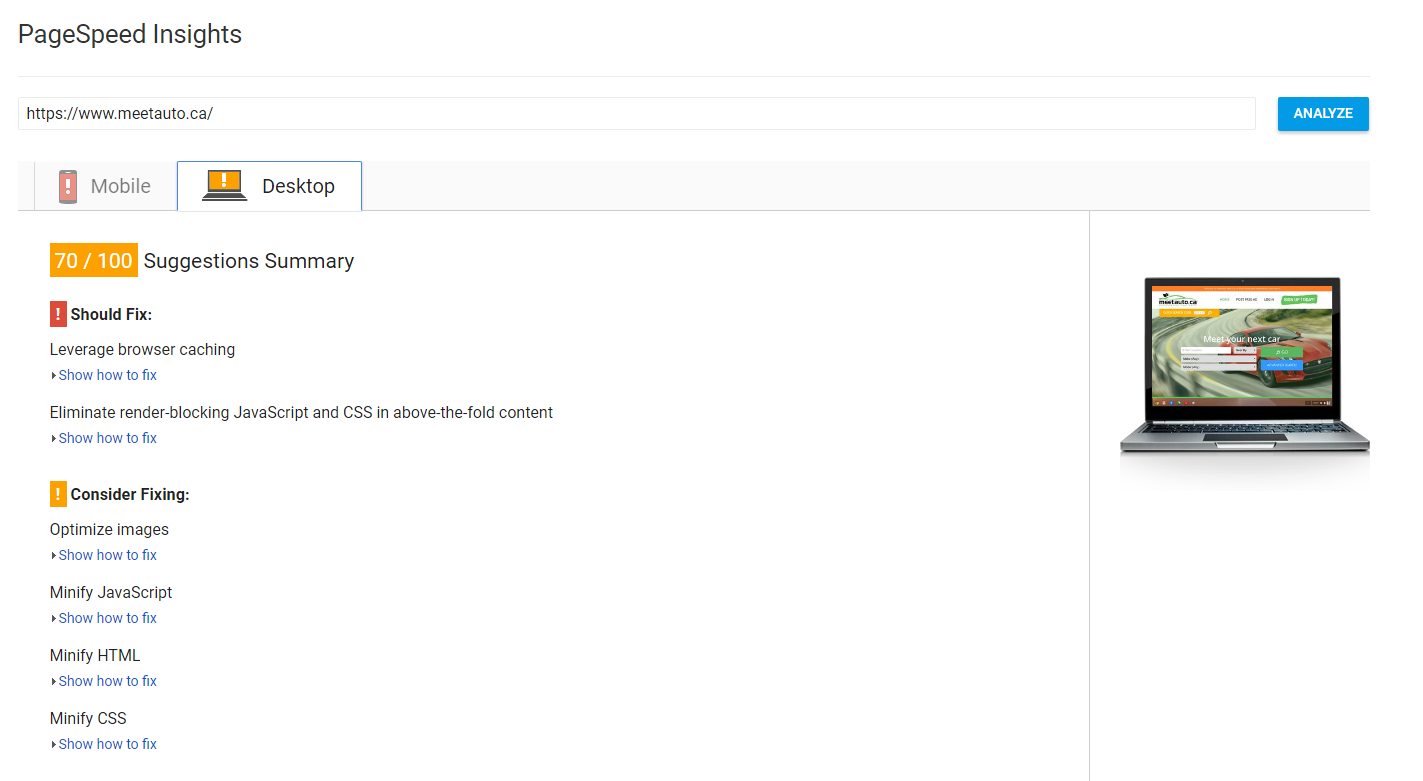 PageSpeed Insights
https://www.meetauto.ca/
ANALYZE
Mobile
Desktop
70 / 100 Suggestions Summary
! Should Fix:
Leverage browser caching
Show how to fix
Eliminate render-blocking JavaScript and CSS in above-the-fold content
Show how to fix
! Consider Fixing:
Optimize images
Show how to fix
Minify JavaScript
Show how to fix
Minify HTML
Show how to fix
Minify CSS
Show how to fix
meetauto.ca
HOME POST FREE AD LOG IN SIGN UP TODAY!
Meet your next car
GO